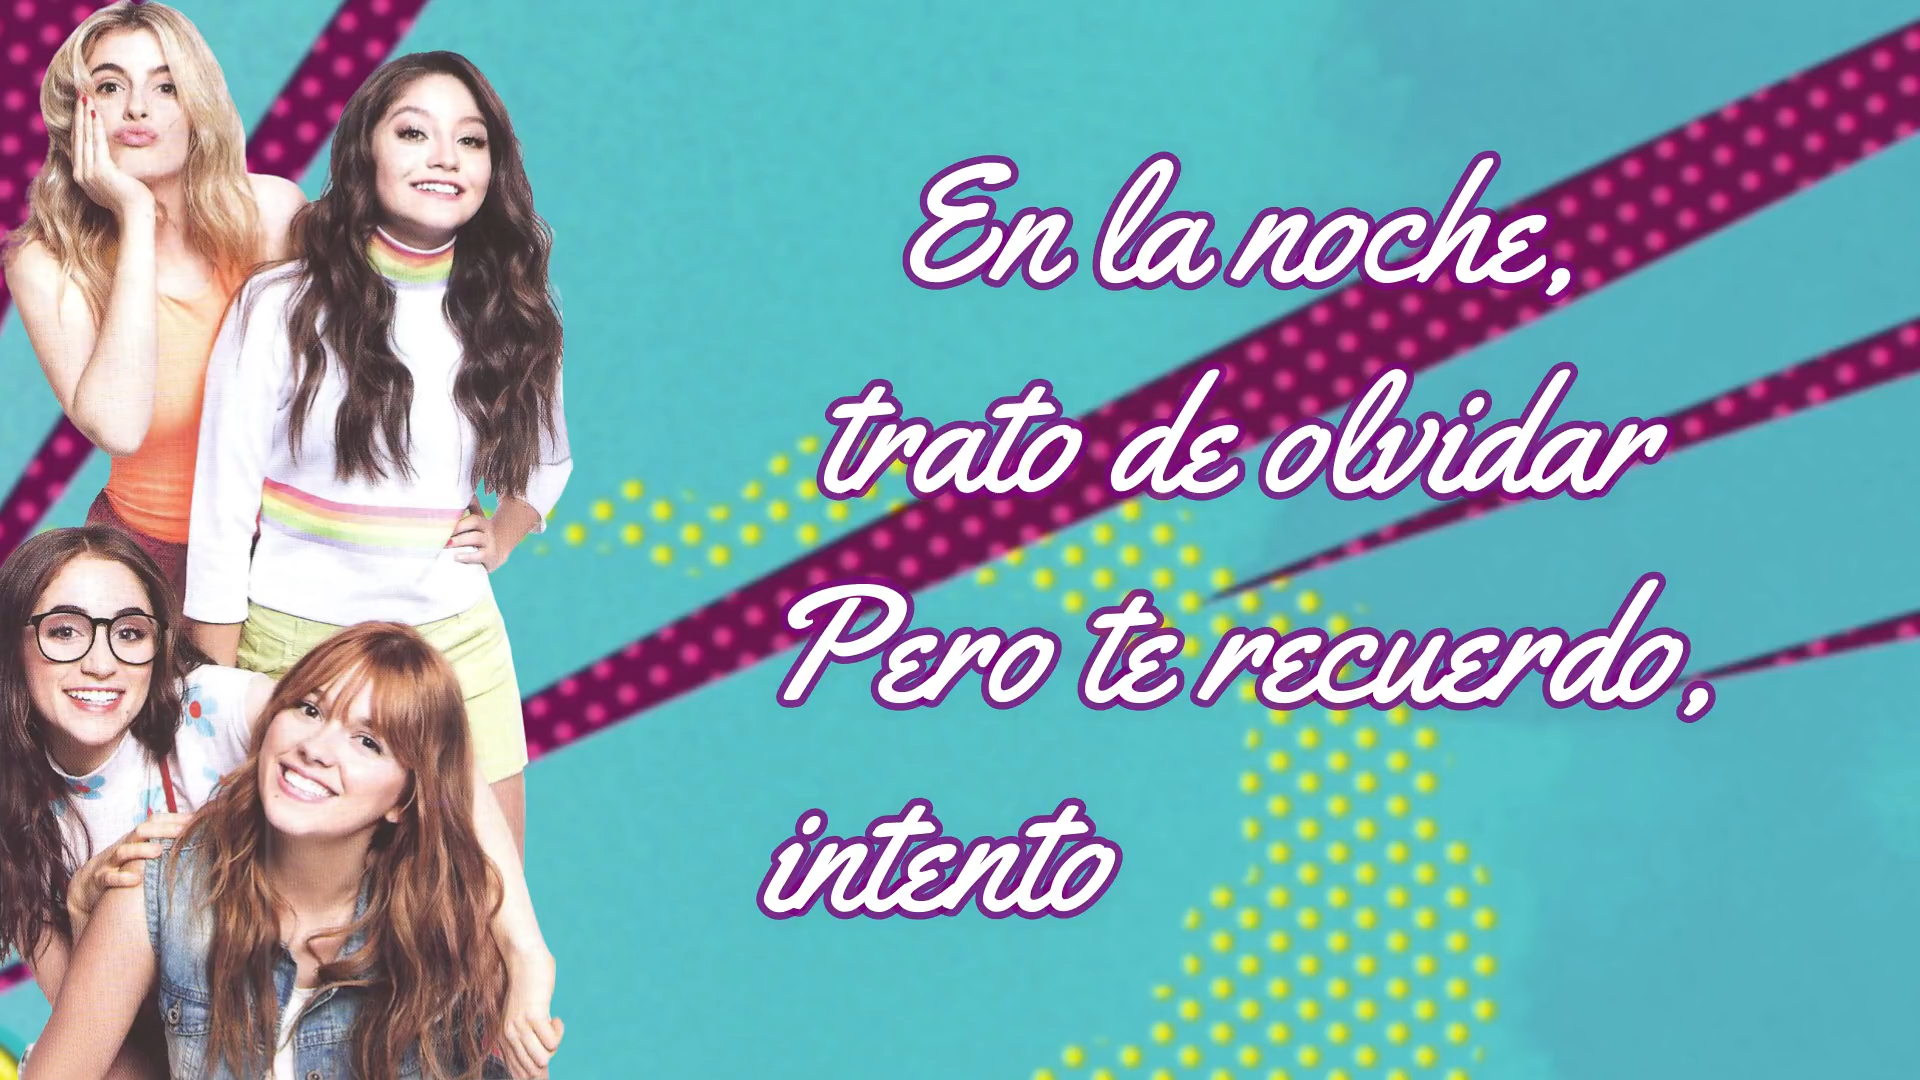 En la noche,
trato de olvidar
Pero te recuerdo,
intento